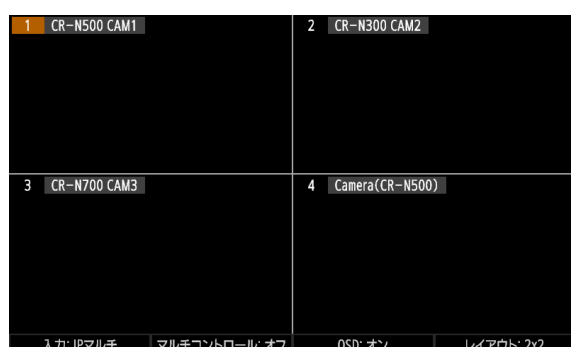 1 CR-N500 CAM1
2 CR-N300 CAM2
3 CR-N700 CAM3
4 Camera(CR-N500)
入力: IPマルチ
マルチコントロール: オフ
OSD: オン
レイアウト: 2x2